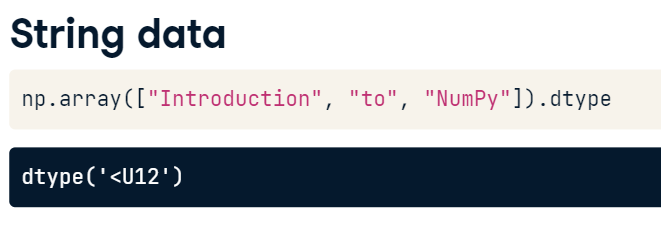 String data
np.array(["Introduction", "to", "NumPy"]).dtype
dtype('<U12')